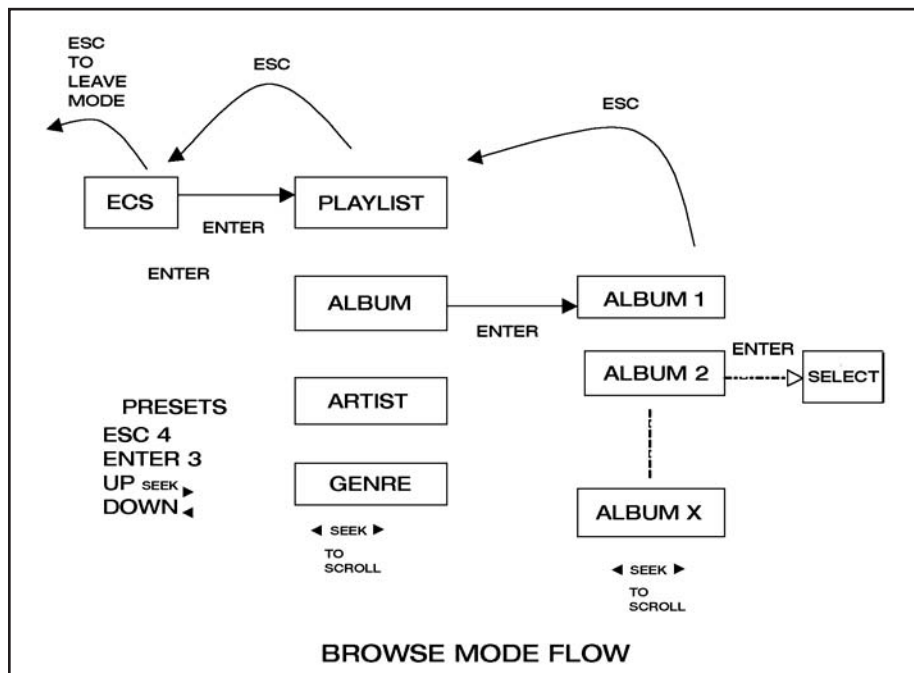 ESC
TO
LEAVE
MODE
ESC
ESC
ECS
ENTER
PLAYLIST
ENTER
ALBUM
ENTER
ALBUM 1
ALBUM 2
ENTER
SELECT
ARTIST
PRESETS
ESC 4
ENTER 3
UP SEEK ▶
DOWN ◀
GENRE
◀ SEEK ▶
TO
SCROLL
ALBUM X
◀ SEEK ▶
TO
SCROLL
BROWSE MODE FLOW